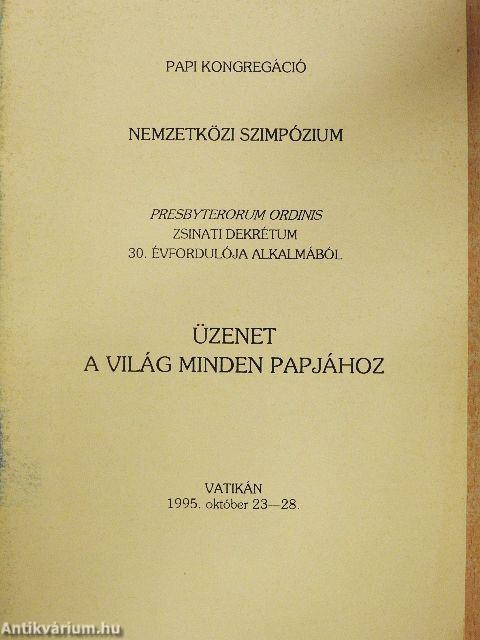 PAPI KONGREGÁCIÓ
NEMZETKÖZI SZIMPÓZIUM
PRESBYTERORUM ORDINIS
ZSINATI DEKRÉTUM
30. ÉVFORDULÓJA ALKALMÁBÓL
ÜZENET
A VILÁG MINDEN PAPJÁHOZ
VATIKÁN
1995. október 23—28.
Antikvárium.hu